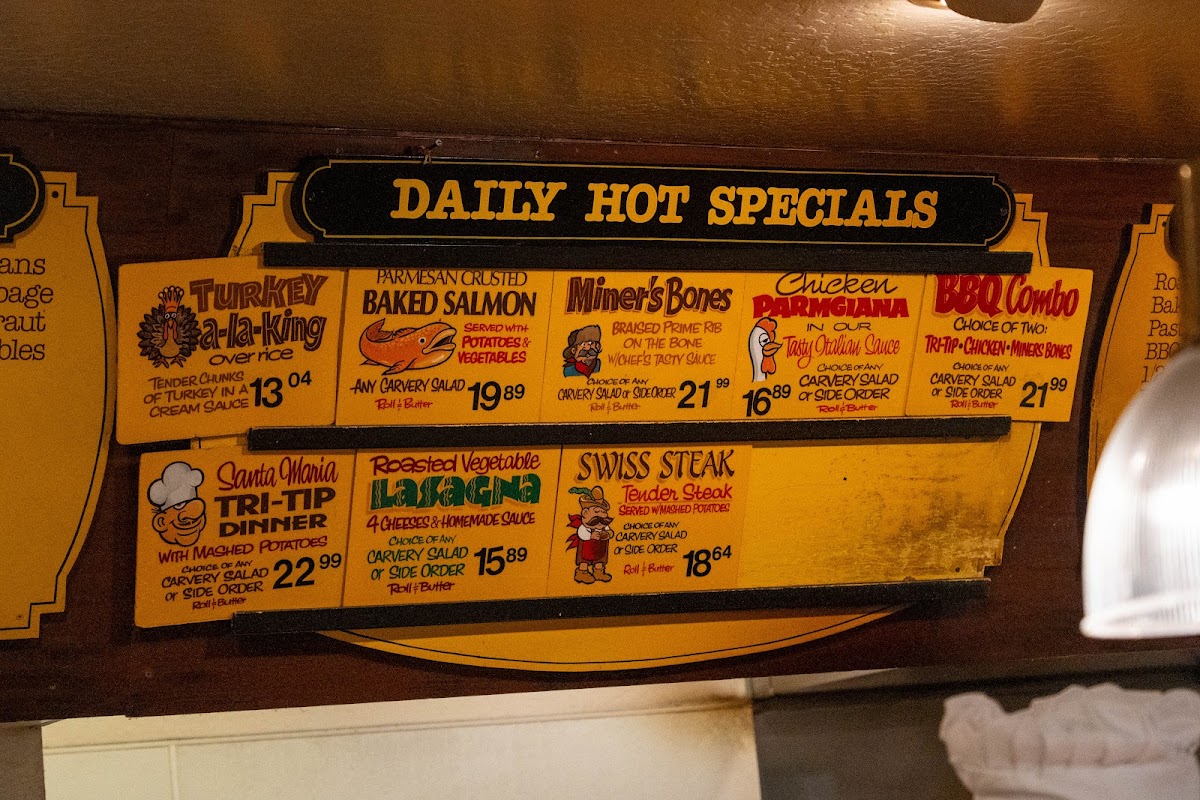 DAILY HOT SPECIALS
TURKEY
a-la-King
OVER RICE
TENDER CHUNKS
OF TURKEY IN A
CREAM SAUCE 13 04
PARMESAN CRUSTED
BAKED SALMON
SERVED WITH
POTATOES &
VEGETABLES
-ANY CARVERY SALAD
Roll & Butter
19 89
Miner's Bones
BRAISED PRIME RIB
ON THE BONE
W/CHEF'S TASTY SAUCE
CHOICE OF ANY
CARVERY SALAD
OR SIDE ORDER
Roll & Butter
21 99
Chicken
PARMGIANA
IN OUR
Tasty Italian Sauce
CHOICE OF ANY
CARVERY SALAD
OR SIDE ORDER
Roll & Butter
16 89
BBQ Combo
CHOICE OF TWO:
TRI-TIP • CHICKEN • MINERS BONES
CHOICE OF ANY
CARVERY SALAD
OR SIDE ORDER
Roll & Butter
21 99
Santa Maria
TRI-TIP
DINNER
WITH MASHED POTATOES
CHOICE OF ANY
CARVERY SALAD
OR SIDE ORDER
Roll & Butter
22 99
Roasted Vegetable
LASAGNA
4 CHEESES & HOMEMADE SAUCE
CHOICE OF ANY
CARVERY SALAD
OR SIDE ORDER
Roll & Butter
15 89
SWISS STEAK
Tender Steak
SERVED W/MASHED POTATOES
CHOICE OF ANY
CARVERY SALAD
OR SIDE ORDER
Roll & Butter
18 64